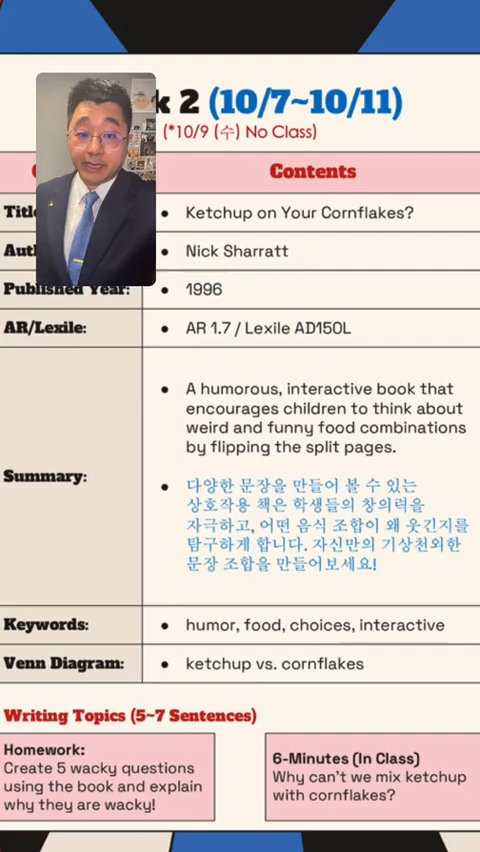 k 2 (10/7~10/11)
(*10/9 (수) No Class)
Contents
• Ketchup on Your Cornflakes?
• Nick Sharratt
Published Year:
• 1996
AR/Lexile:
• AR 1.7 / Lexile AD150L
Summary:
• A humorous, interactive book that
encourages children to think about
weird and funny food combinations
by flipping the split pages.
• 다양한 문장을 만들어 볼 수 있는
상호작용 책은 학생들의 창의력을
자극하고, 어떤 음식 조합이 왜 웃긴지를
탐구하게 합니다. 자신만의 기상천외한
문장 조합을 만들어보세요!
Keywords:
• humor, food, choices, interactive
Venn Diagram:
• ketchup vs. cornflakes
Writing Topics (5~7 Sentences)
Homework:
Create 5 wacky questions
using the book and explain
why they are wacky!
6-Minutes (In Class)
Why can't we mix ketchup
with cornflakes?